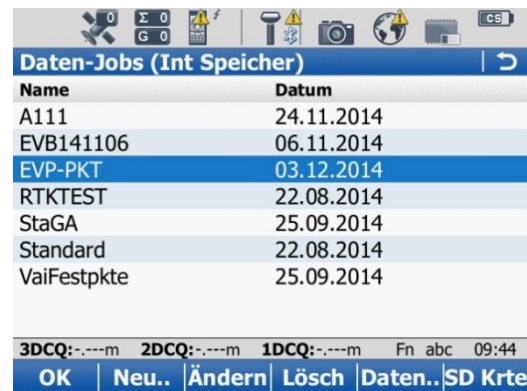 0 Σ 0 CS
G 0
Daten-Jobs (Int Speicher)
Name Datum
A111 24.11.2014
EVB141106 06.11.2014
EVP-PKT 03.12.2014
RTKTEST 22.08.2014
StaGA 25.09.2014
Standard 22.08.2014
VaiFestpkte 25.09.2014
3DCQ:-.---m 2DCQ:-.---m 1DCQ:-.---m Fn abc 09:44
OK Neu.. Ändern Lösch Daten.. SD Krte